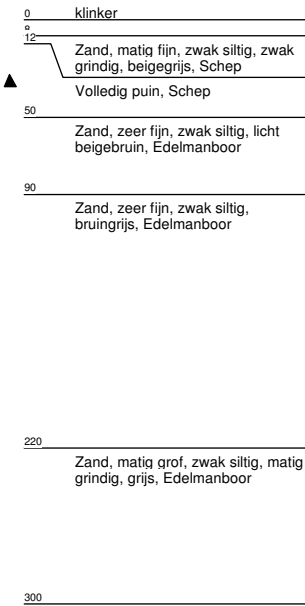 0
klinker
8
12
Zand, matig fijn, zwak siltig, zwak
grindig, beigegrijs, Schep
Volledig puin, Schep
50
Zand, zeer fijn, zwak siltig, licht
beigebruin, Edelmanboor
90
Zand, zeer fijn, zwak siltig,
bruingrijs, Edelmanboor
220
Zand, matig grof, zwak siltig, matig
grindig, grijs, Edelmanboor
300